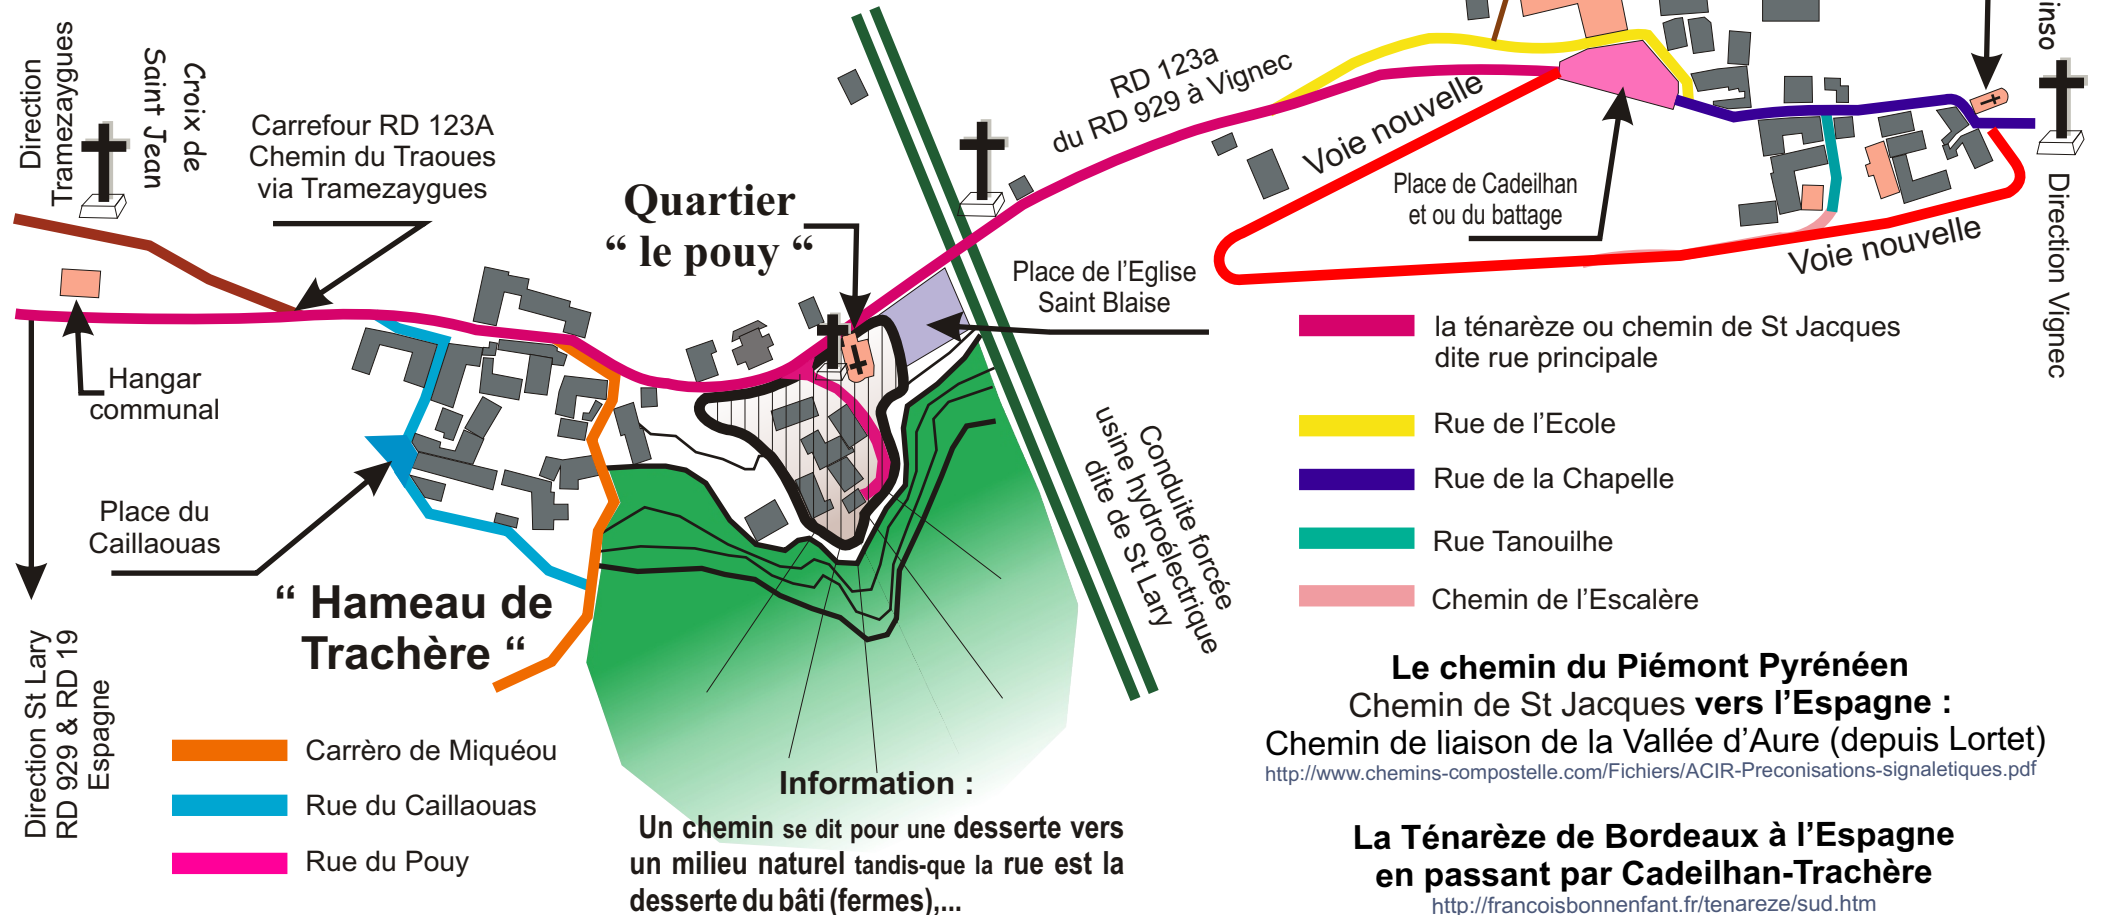 Direction
Tramezaygues
Croix de
Saint Jean
Carrefour RD 123A
Chemin du Traoues
via Tramezaygues
Quartier
“ le pouy “
RD 123a
du RD 929 à Vignec
Voie nouvelle
Place de Cadeilhan
et ou du battage
Voie nouvelle
inso
Direction Vignec
Place de l’Eglise
Saint Blaise
Hangar
communal
Place du
Caillaouas
“ Hameau de
Trachère “
Direction St Lary
RD 929 & RD 19
Espagne
Conduite forcée
usine hydroélectrique
dite de St Lary
la ténarèze ou chemin de St Jacques
dite rue principale
Rue de l’Ecole
Rue de la Chapelle
Rue Tanouilhe
Chemin de l’Escalère
Carrèro de Miquéou
Rue du Caillaouas
Rue du Pouy
Information :
Un chemin se dit pour une desserte vers
un milieu naturel tandis-que la rue est la
desserte du bâti (fermes),...
Le chemin du Piémont Pyrénéen
Chemin de St Jacques vers l’Espagne :
Chemin de liaison de la Vallée d’Aure (depuis Lortet)
http://www.chemins-compostelle.com/Fichiers/ACIR-Preconisations-signaletiques.pdf
La Ténarèze de Bordeaux à l’Espagne
en passant par Cadeilhan-Trachère
http://francoisbonnenfant.fr/tenareze/sud.htm